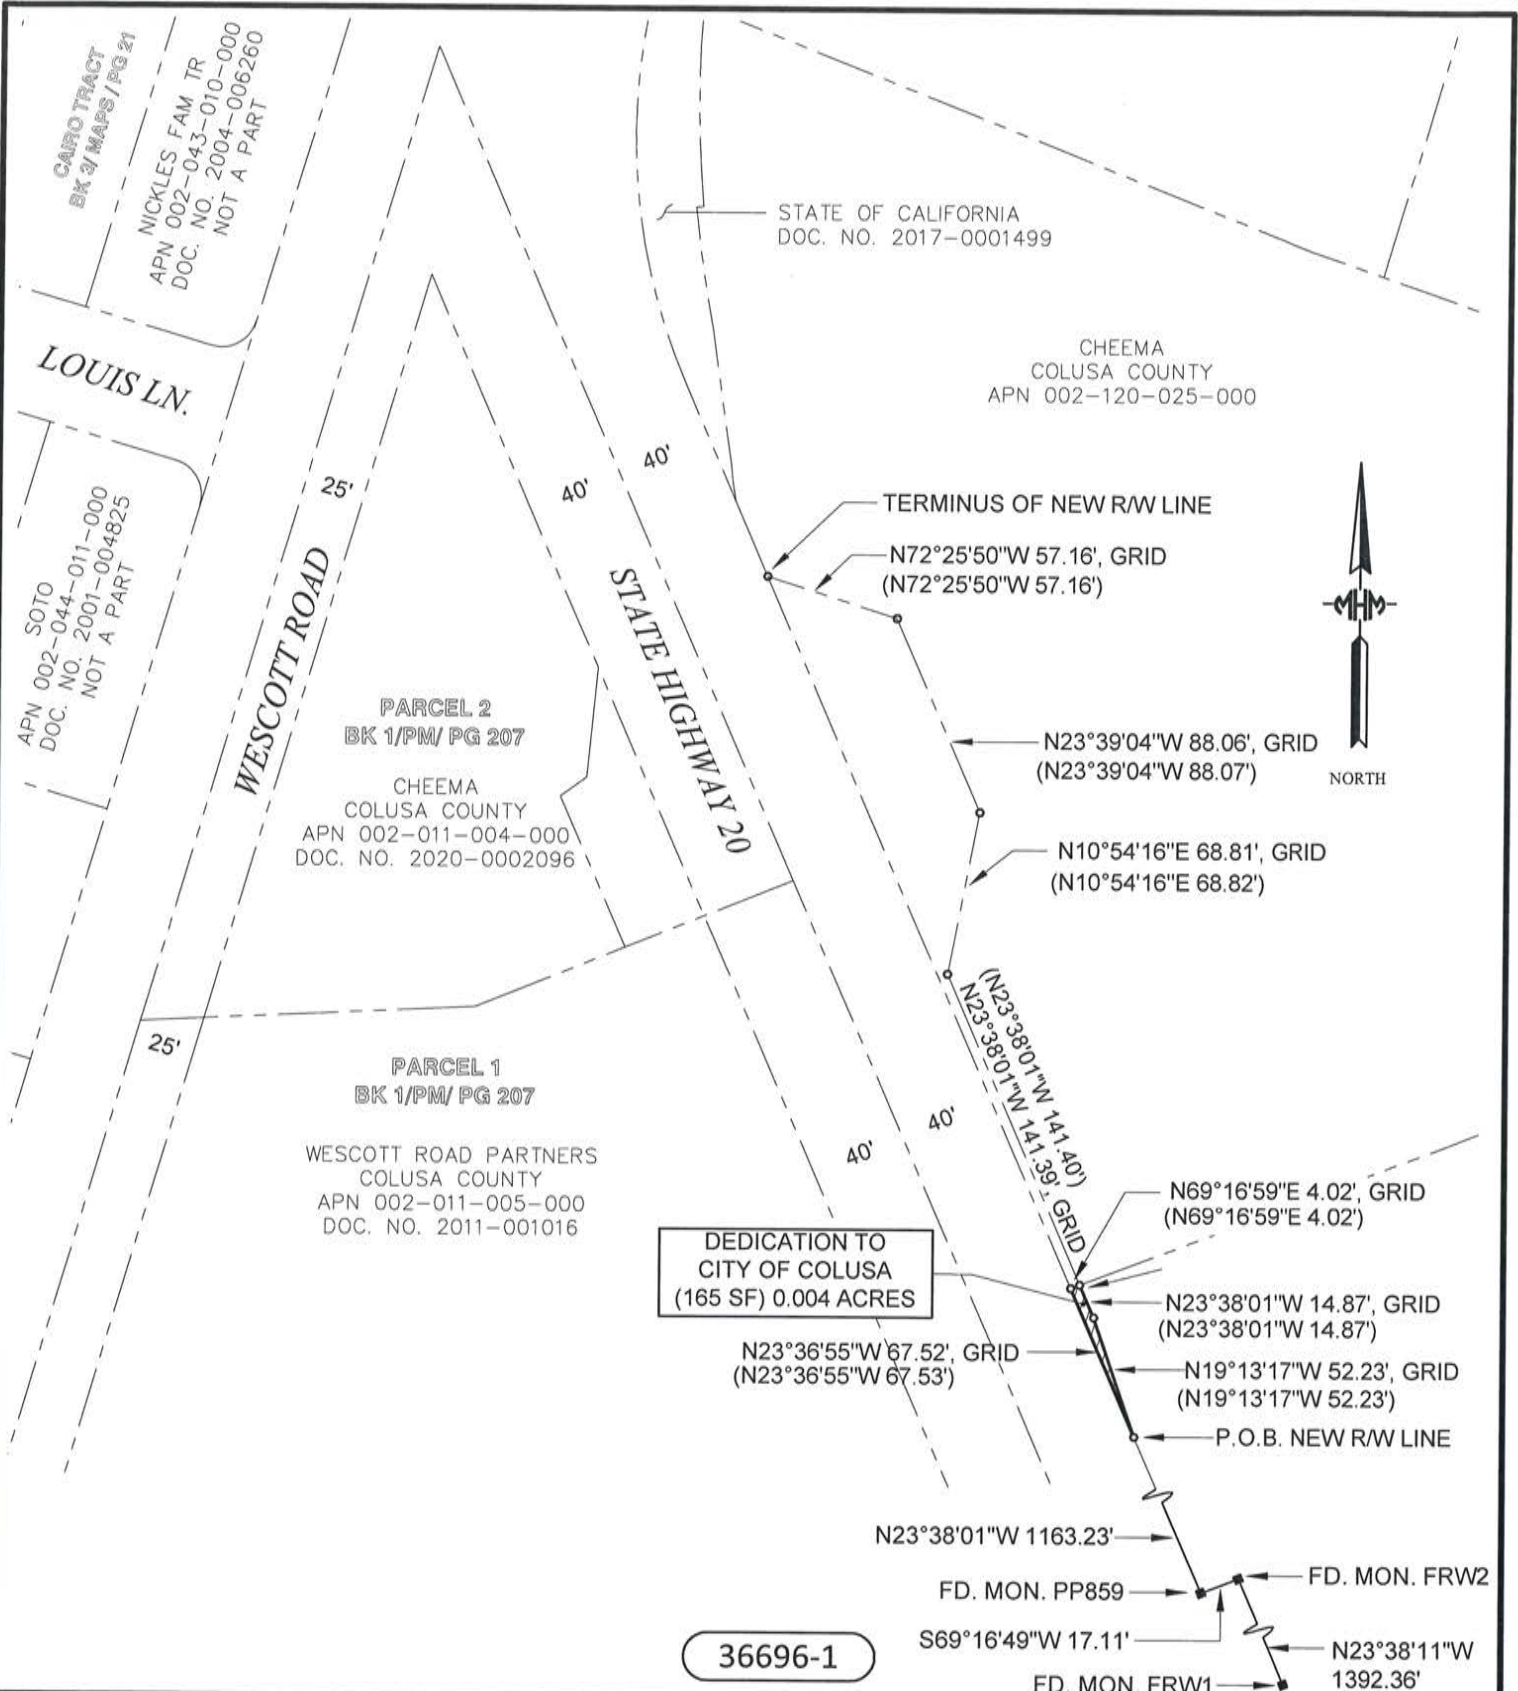 CAIRO TRACT
BK 3/ MAPS / PG 21
NICKLES FAM TR
APN 002-043-010-000
DOC. NO. 2004-006260
NOT A PART
STATE OF CALIFORNIA
DOC. NO. 2017-0001499
LOUIS LN.
CHEEMA
COLUSA COUNTY
APN 002-120-025-000
40'
40'
25'
TERMINUS OF NEW R/W LINE
N72°25'50"W 57.16', GRID
(N72°25'50"W 57.16')
SOTO
APN 002-044-011-000
DOC. NO. 2001-004825
NOT A PART
WESCOTT ROAD
STATE HIGHWAY 20
MHM
NORTH
PARCEL 2
BK 1/PM/ PG 207
CHEEMA
COLUSA COUNTY
APN 002-011-004-000
DOC. NO. 2020-0002096
N23°39'04"W 88.06', GRID
(N23°39'04"W 88.07')
N10°54'16"E 68.81', GRID
(N10°54'16"E 68.82')
(N23°38'01"W 141.40')
N23°38'01"W 141.39', GRID
25'
PARCEL 1
BK 1/PM/ PG 207
WESCOTT ROAD PARTNERS
COLUSA COUNTY
APN 002-011-005-000
DOC. NO. 2011-001016
40'
40'
N69°16'59"E 4.02', GRID
(N69°16'59"E 4.02')
DEDICATION TO
CITY OF COLUSA
(165 SF) 0.004 ACRES
N23°38'01"W 14.87', GRID
(N23°38'01"W 14.87')
N23°36'55"W 67.52', GRID
(N23°36'55"W 67.53')
N19°13'17"W 52.23', GRID
(N19°13'17"W 52.23')
P.O.B. NEW R/W LINE
N23°38'01"W 1163.23'
FD. MON. PP859
FD. MON. FRW2
S69°16'49"W 17.11'
36696-1
N23°38'11"W
1392.36'
FD. MON. FRW1